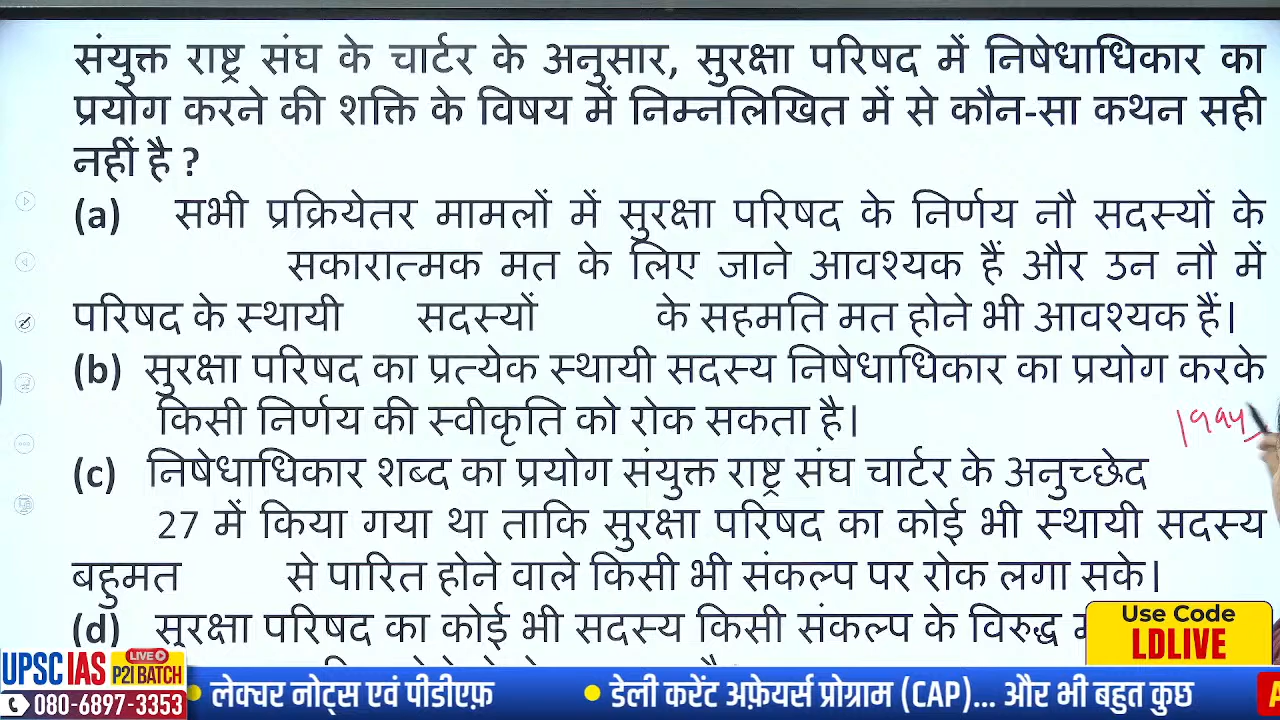 संयुक्त राष्ट्र संघ के चार्टर के अनुसार, सुरक्षा परिषद में निषेधाधिकार का
प्रयोग करने की शक्ति के विषय में निम्नलिखित में से कौन-सा कथन सही
नहीं है ?
(a) सभी प्रक्रियेतर मामलों में सुरक्षा परिषद के निर्णय नौ सदस्यों के
सकारात्मक मत के लिए जाने आवश्यक हैं और उन नौ में
परिषद के स्थायी सदस्यों के सहमति मत होने भी आवश्यक हैं।
(b) सुरक्षा परिषद का प्रत्येक स्थायी सदस्य निषेधाधिकार का प्रयोग करके
किसी निर्णय की स्वीकृति को रोक सकता है।
1945
(c) निषेधाधिकार शब्द का प्रयोग संयुक्त राष्ट्र संघ चार्टर के अनुच्छेद
27 में किया गया था ताकि सुरक्षा परिषद का कोई भी स्थायी सदस्य
बहुमत से पारित होने वाले किसी भी संकल्प पर रोक लगा सके।
(d) सुरक्षा परिषद का कोई भी सदस्य किसी संकल्प के विरुद्ध
Use Code
LDLIVE
UPSC IAS LIVE P2I BATCH
080-6897-3353
लेक्चर नोट्स एवं पीडीएफ़ डेली करेंट अफ़ेयर्स प्रोग्राम (CAP)... और भी बहुत कुछ